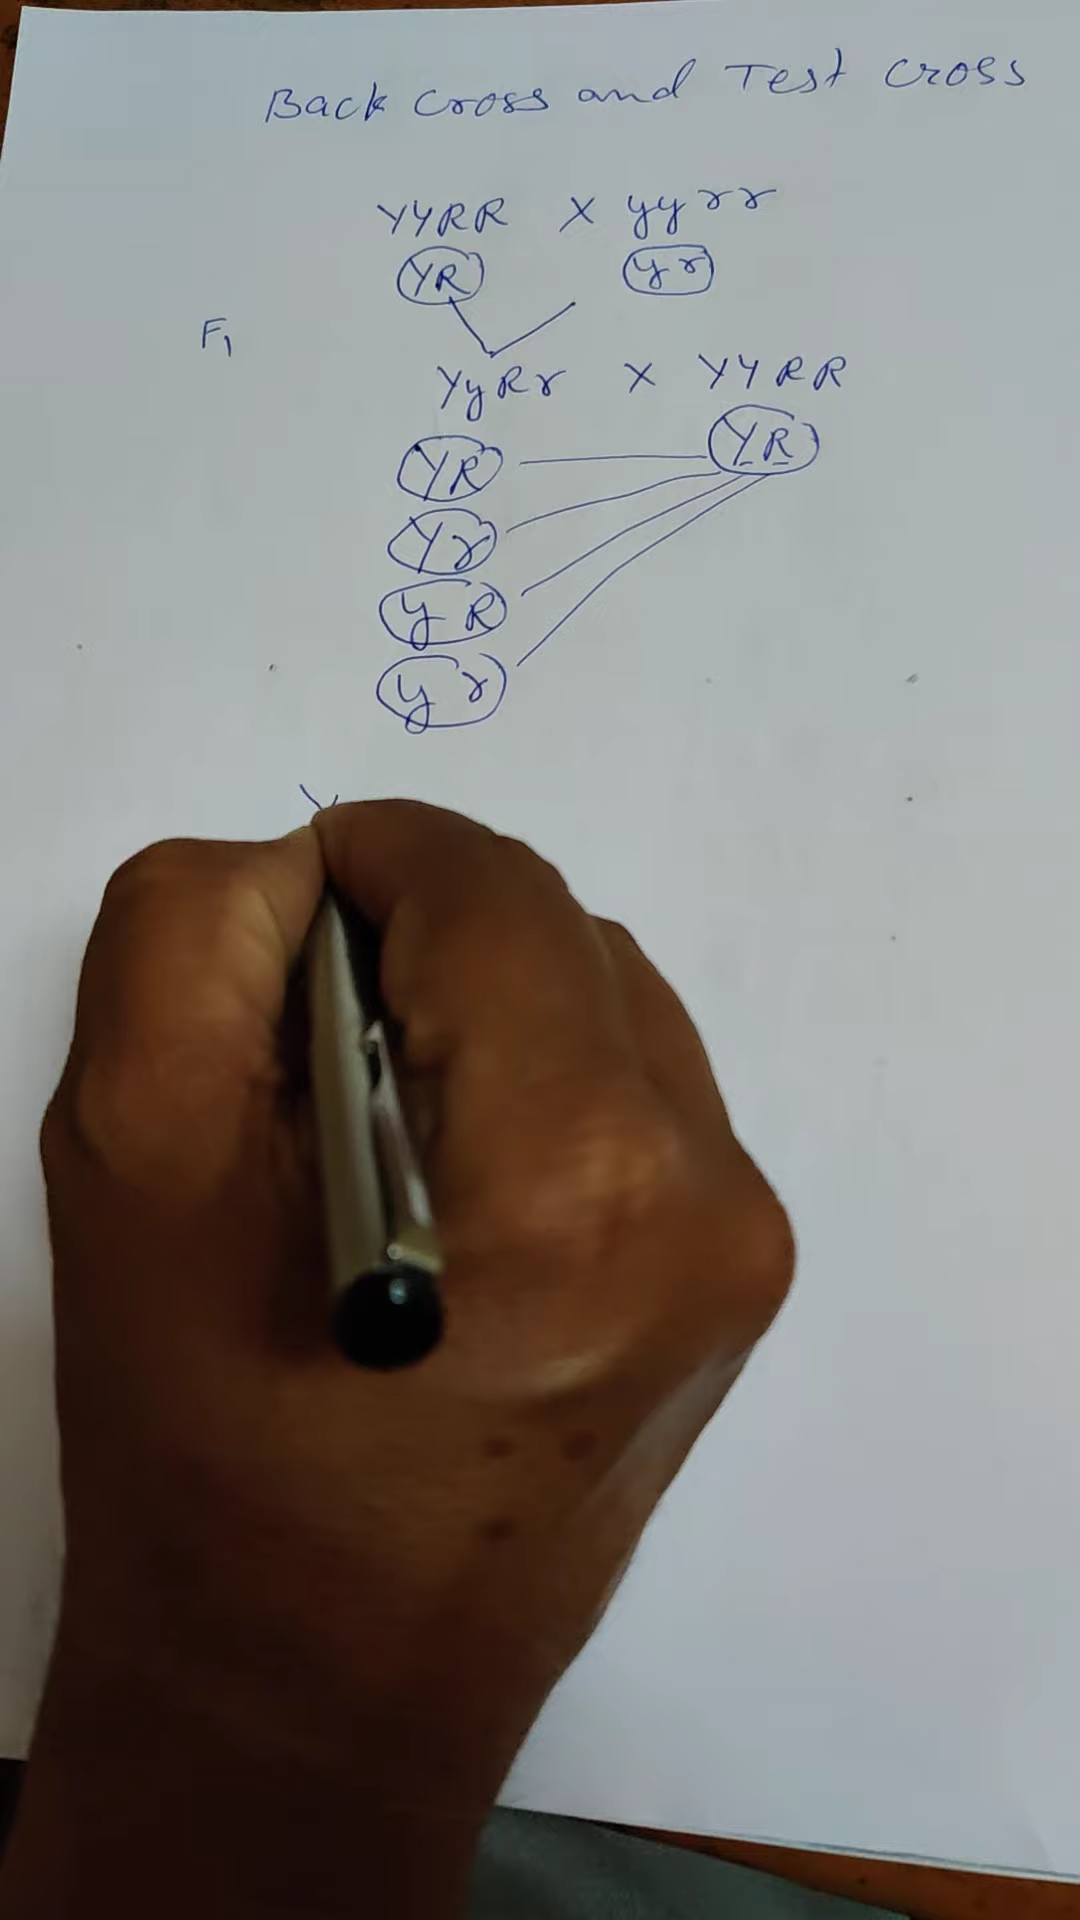 Back Cross and Test Cross
YYRR X yyrr
YR yr
F1
YyRr X YYRR
YR YR
Yr
yR
yr
Y